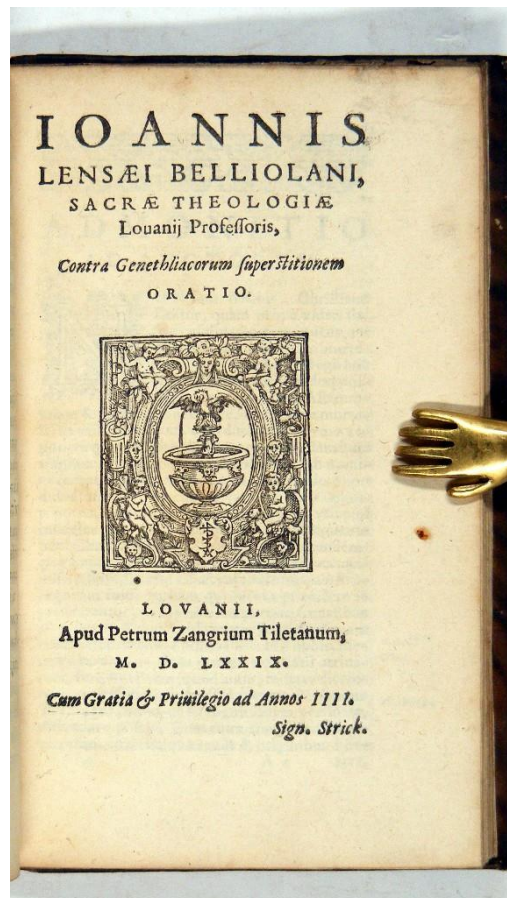 IOANNIS
LENSÆI BELLIOLANI,
SACRÆ THEOLOGIÆ
Louanij Profeſſoris,
Contra Genethliacorum ſuperſtitionem
ORATIO.
LOVANII,
Apud Petrum Zangrium Tiletanum,
M. D. LXXIX.
Cum Gratia & Priuilegio ad Annos IIII.
Sign. Strick.